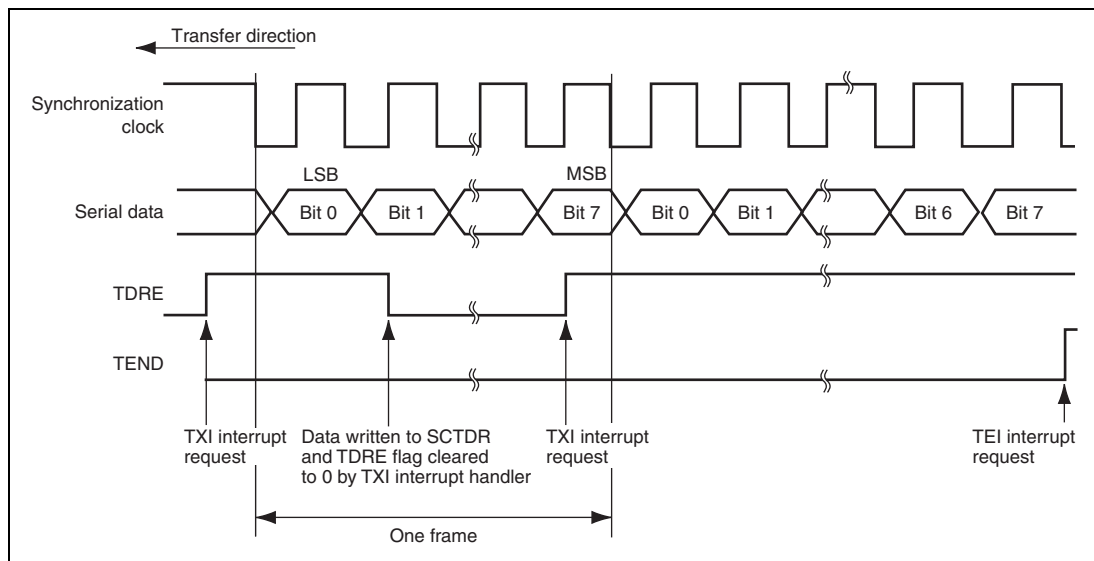 Transfer direction
Synchronization
clock
LSB
MSB
Serial data
Bit 0
Bit 1
Bit 7
Bit 0
Bit 1
Bit 6
Bit 7
TDRE
TEND
TXI interrupt
request
Data written to SCTDR
and TDRE flag cleared
to 0 by TXI interrupt handler
TXI interrupt
request
TEI interrupt
request
One frame